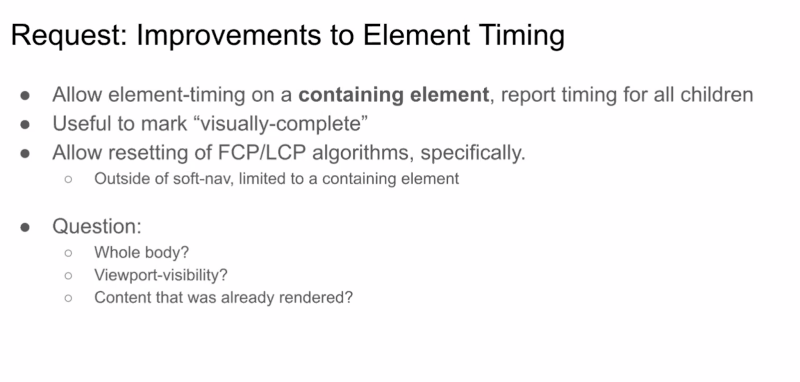 Request: Improvements to Element Timing
● Allow element-timing on a containing element, report timing for all children
● Useful to mark “visually-complete”
● Allow resetting of FCP/LCP algorithms, specifically.
○ Outside of soft-nav, limited to a containing element
● Question:
○ Whole body?
○ Viewport-visibility?
○ Content that was already rendered?